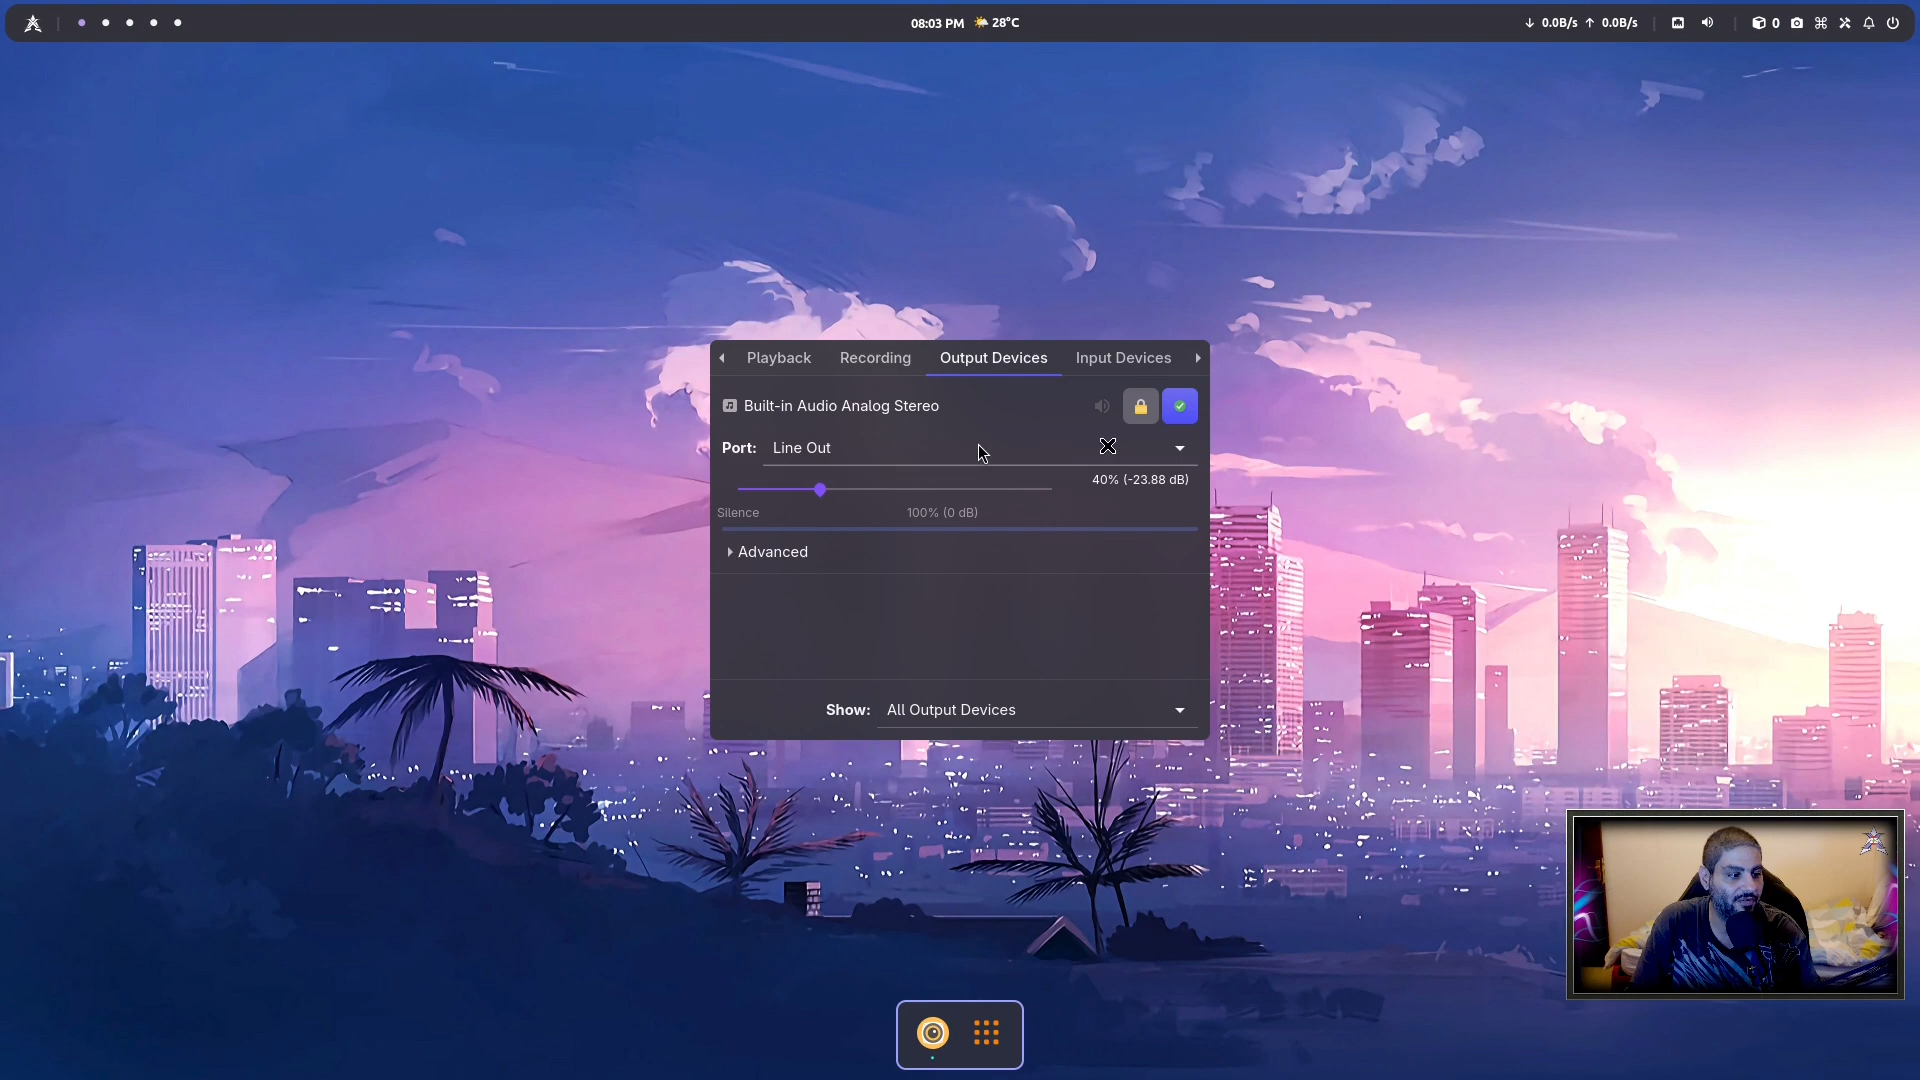 08:03 PM 28°C
↓ 0.0B/s ↑ 0.0B/s
0
Playback Recording Output Devices Input Devices
Built-in Audio Analog Stereo
Port: Line Out
40% (-23.88 dB)
Silence 100% (0 dB)
Advanced
Show: All Output Devices